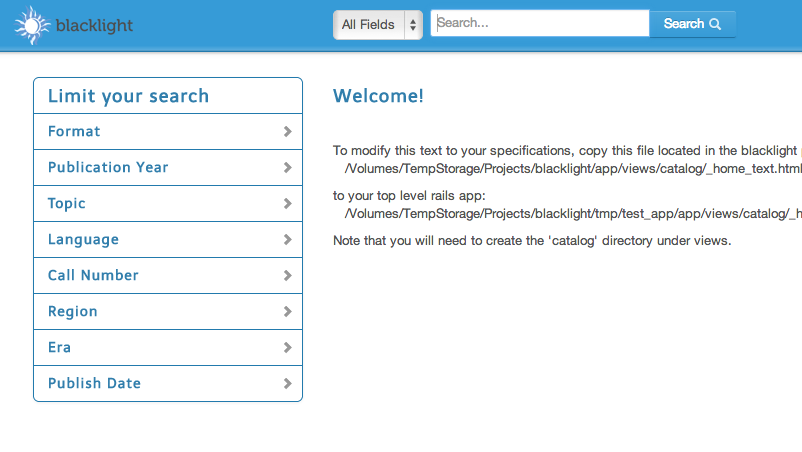 blacklight
All Fields
Search...
Search
Limit your search
Format
Publication Year
Topic
Language
Call Number
Region
Era
Publish Date
Welcome!
To modify this text to your specifications, copy this file located in the blacklight
/Volumes/TempStorage/Projects/blacklight/app/views/catalog/_home_text.html
to your top level rails app:
/Volumes/TempStorage/Projects/blacklight/tmp/test_app/app/views/catalog/_h
Note that you will need to create the 'catalog' directory under views.